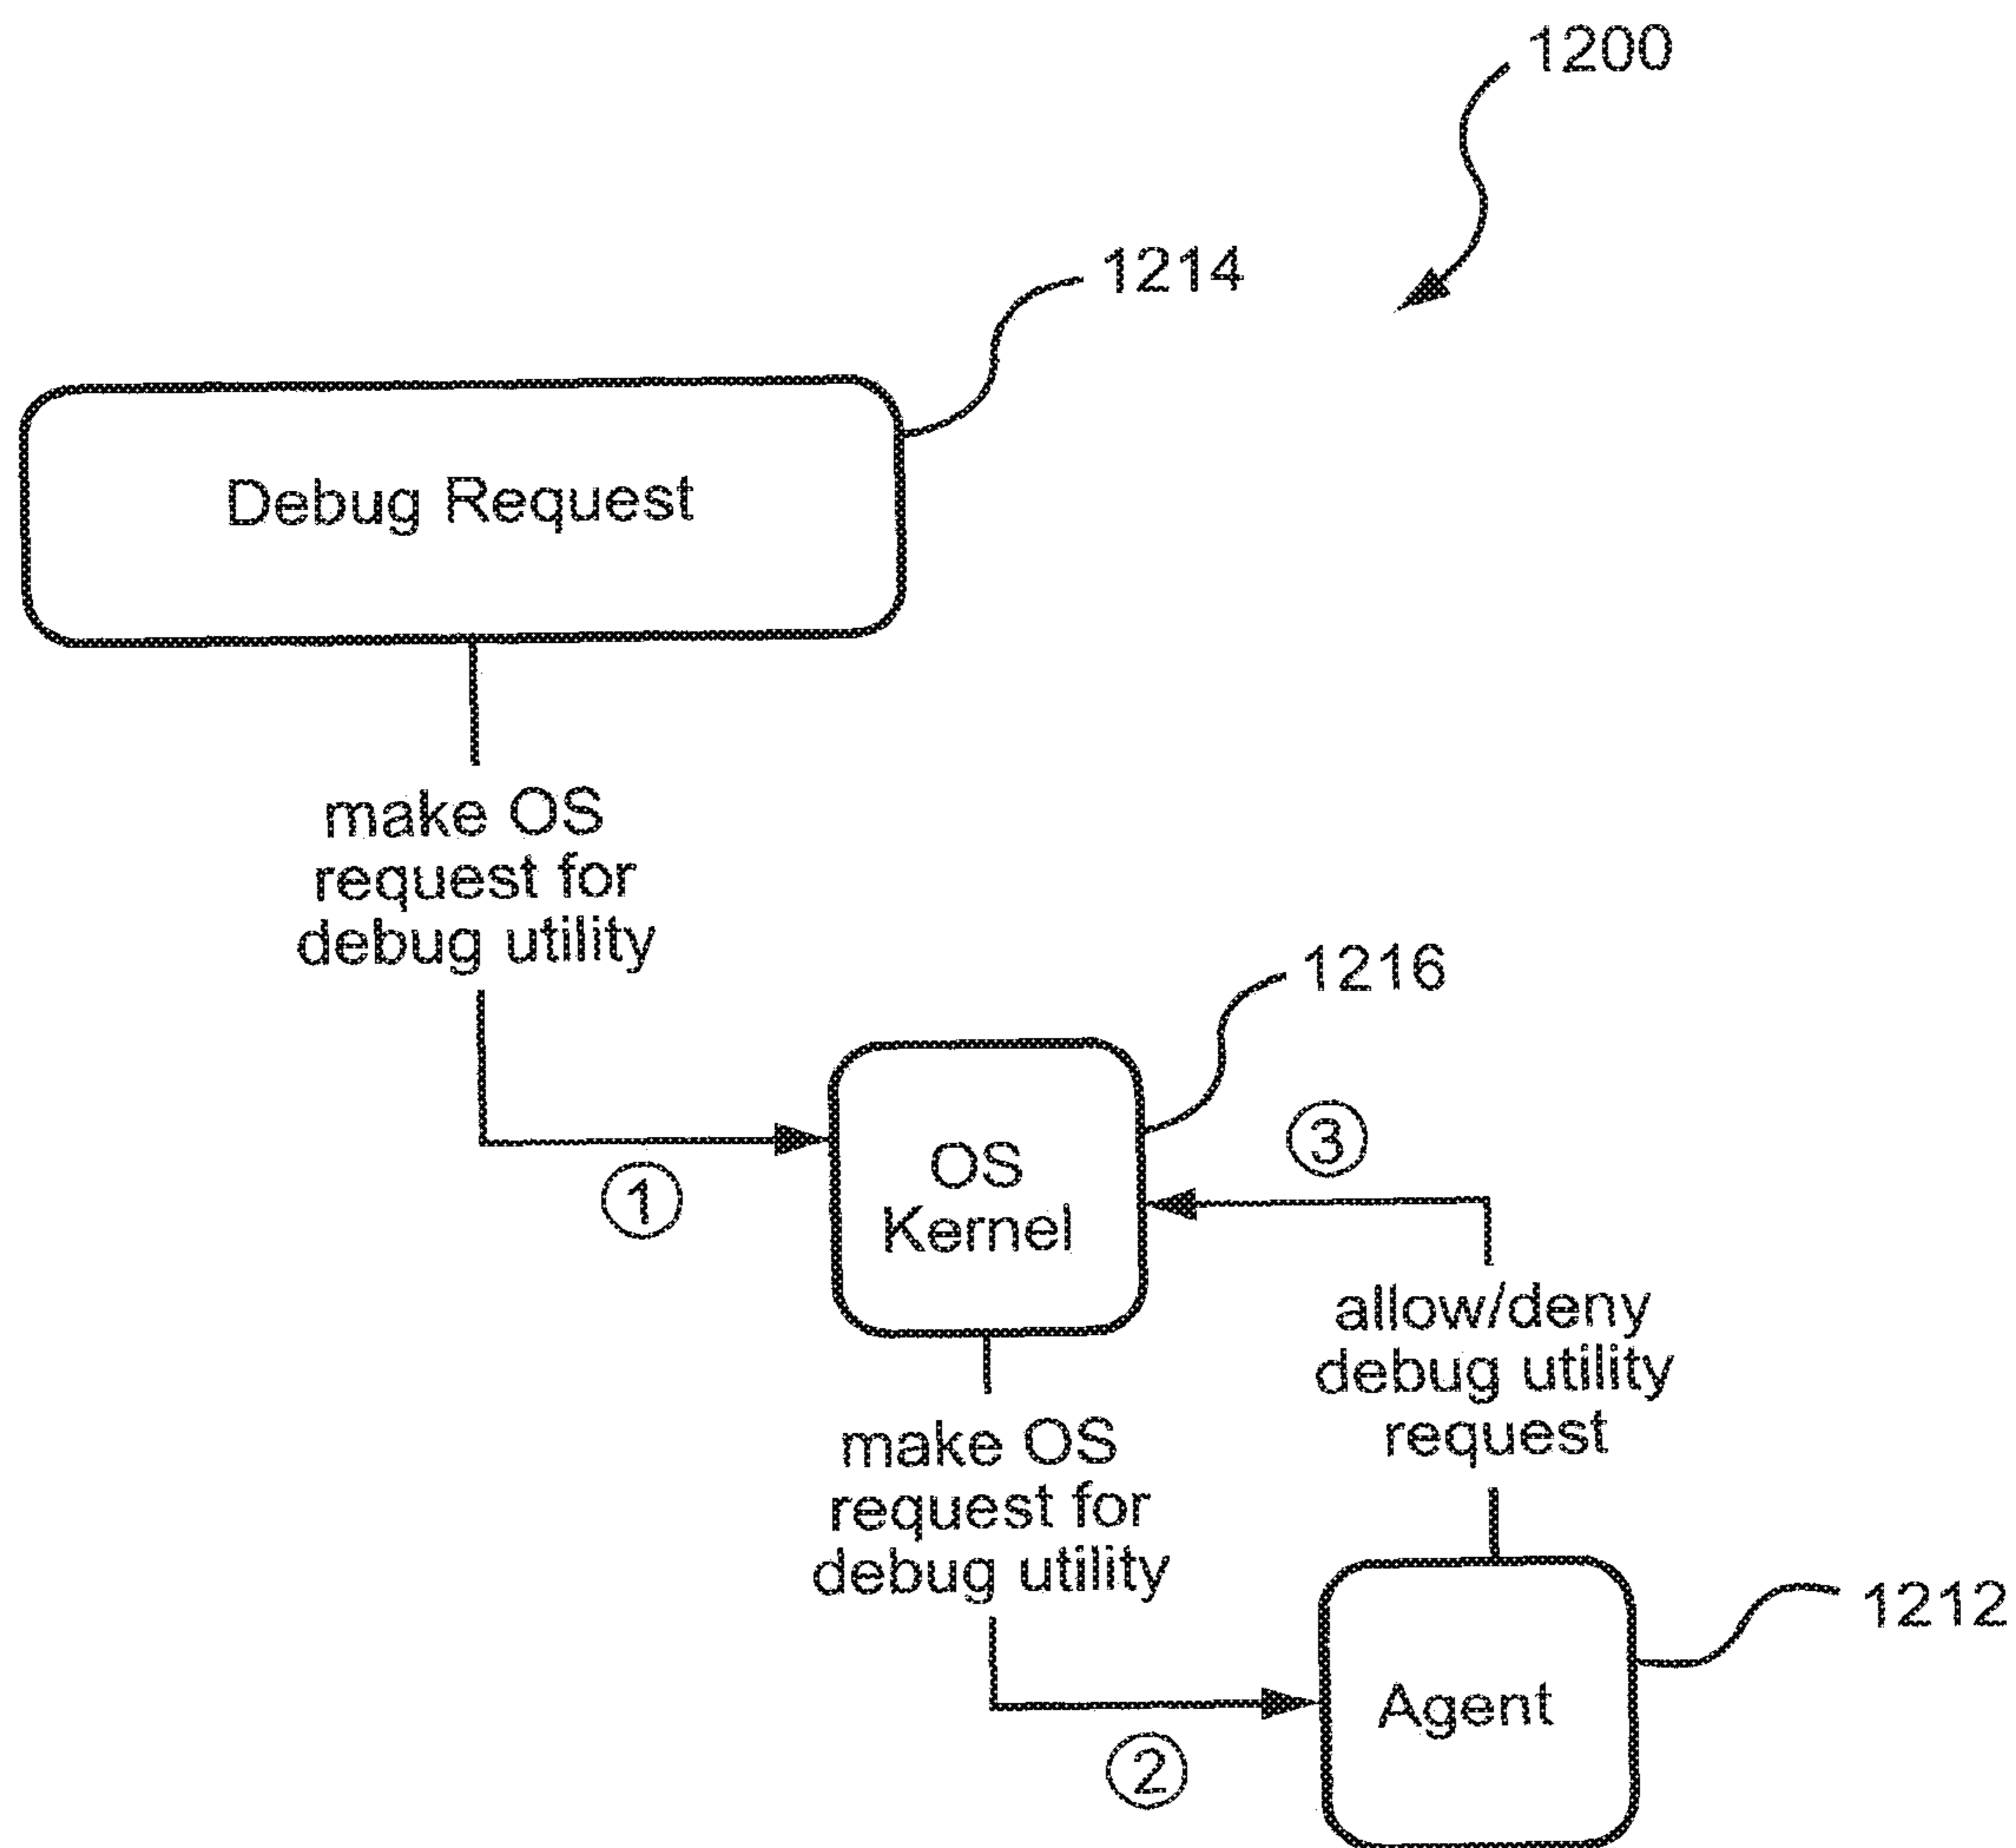 1200
1214
Debug Request
make OS
request for
debug utility
1216
1
OS
Kernel
3
make OS
request for
debug utility
allow/deny
debug utility
request
2
Agent
1212